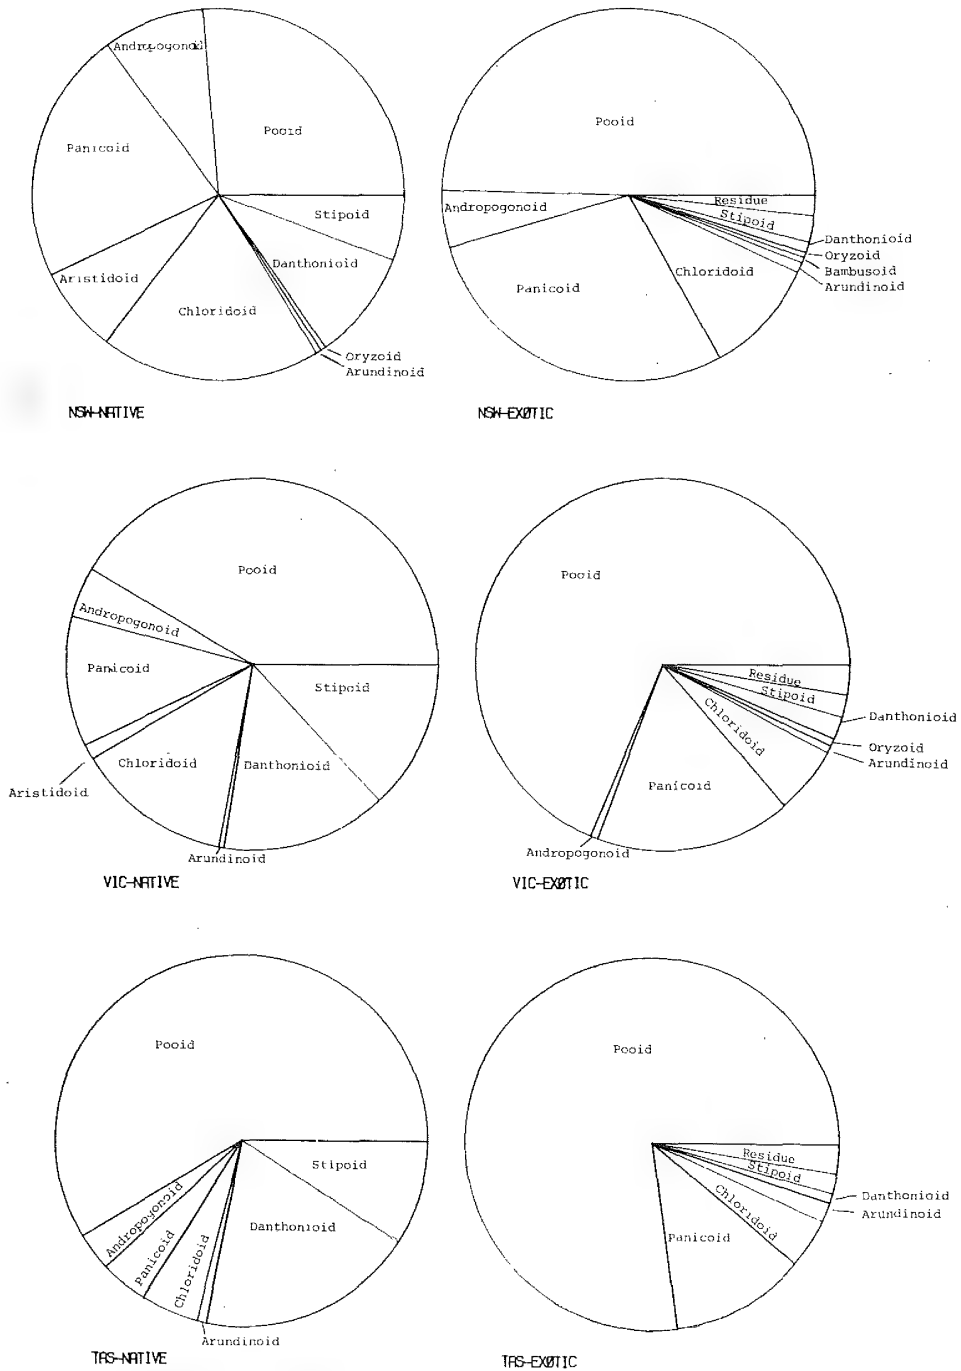 Andropogonoid
Pooid
Panicoid
Stipoid
Danthonioid
Aristidoid
Chloridoid
Oryzoid
Arundinoid
NSW-NATIVE
Pooid
Residue
Andropogonoid
Stipoid
Danthonioid
Oryzoid
Bambusoid
Arundinoid
Chloridoid
Panicoid
NSW-EXØTIC
Pooid
Andropogonoid
Panicoid
Stipoid
Chloridoid
Danthonioid
Aristidoid
Arundinoid
VIC-NATIVE
Pooid
Residue
Stipoid
Danthonioid
Chloridoid
Oryzoid
Arundinoid
Panicoid
Andropogonoid
VIC-EXØTIC
Pooid
Stipoid
Andropogonoid
Danthonioid
Panicoid
Chloridoid
Arundinoid
TAS-NATIVE
Pooid
Residue
Stipoid
Danthonioid
Arundinoid
Chloridoid
Panicoid
TAS-EXØTIC